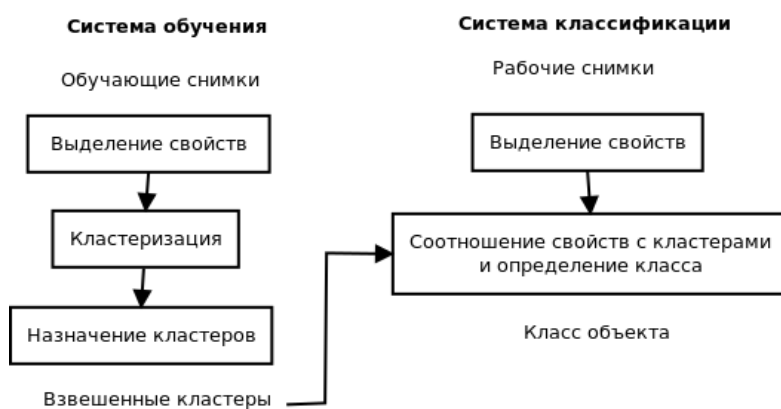 Система обучения
Обучающие снимки
Выделение свойств
Кластеризация
Назначение кластеров
Взвешенные кластеры
Система классификации
Рабочие снимки
Выделение свойств
Соотношение свойств с кластерами
и определение класса
Класс объекта